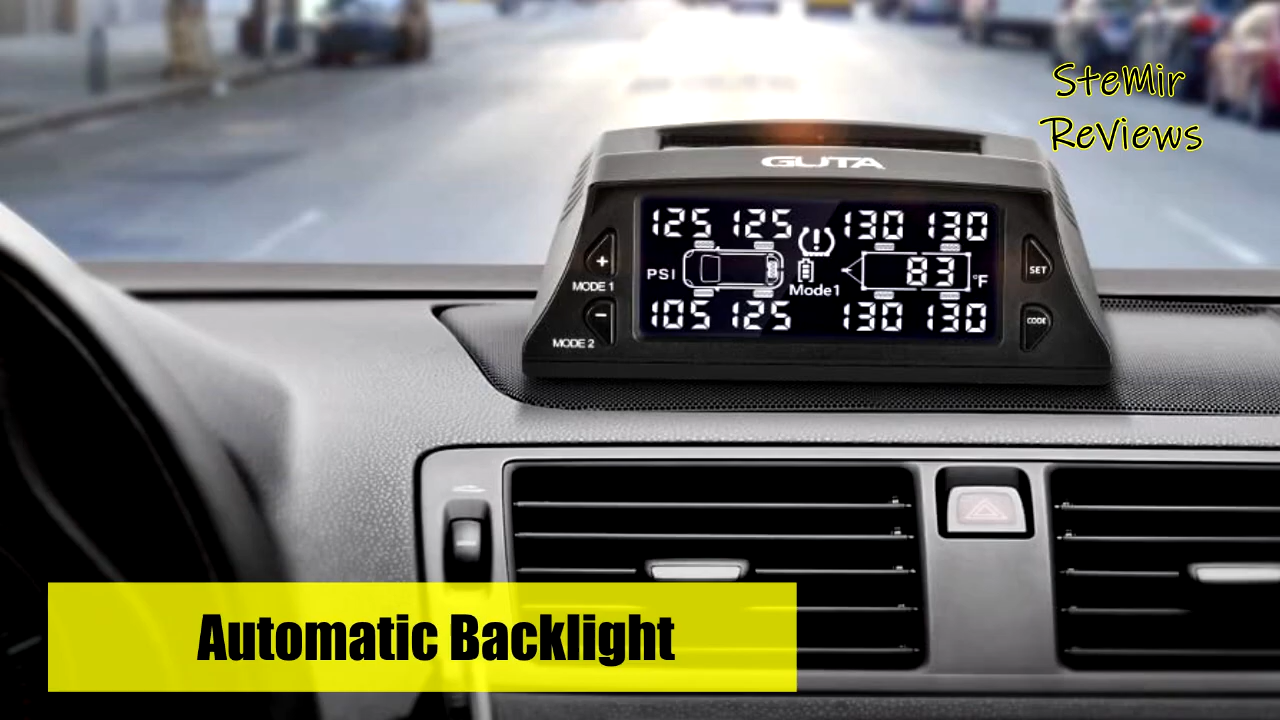 SteMir
ReViews
GUTA
125 125 130 130
+
MODE 1
PSI
Mode1
83 °F
SET
-
MODE 2
105 125 130 130
CODE
Automatic Backlight